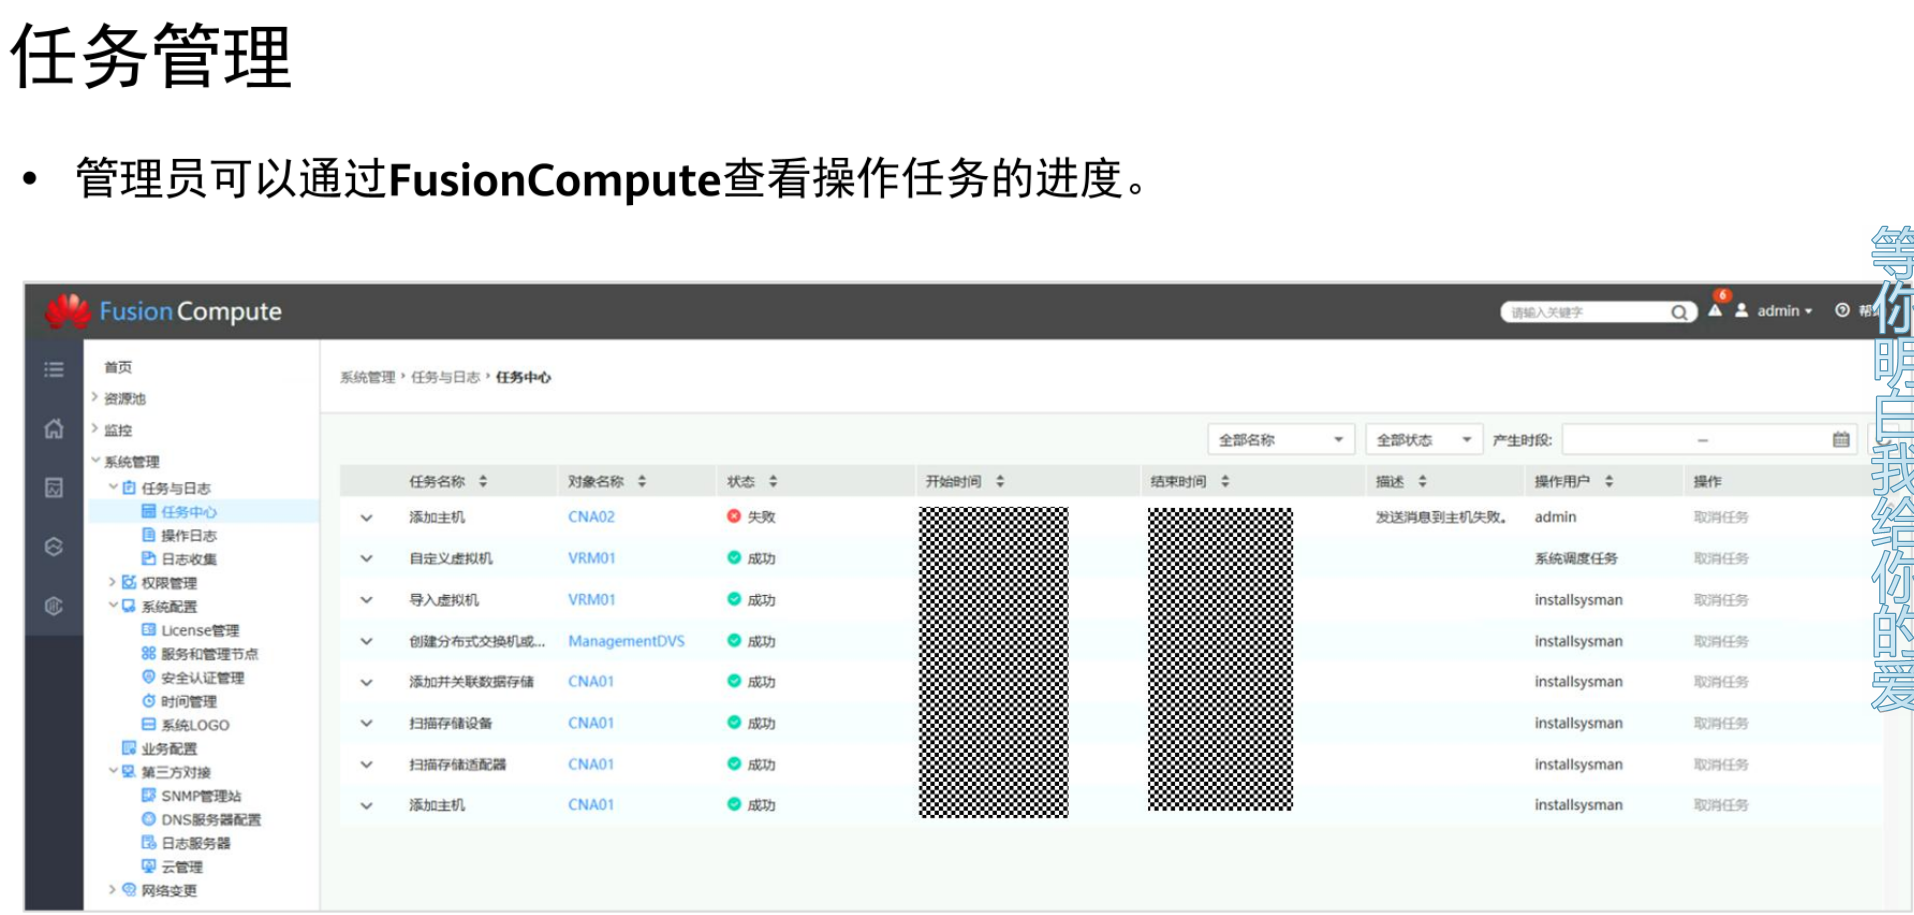 任务管理
• 管理员可以通过FusionCompute查看操作任务的进度。
FusionCompute
请输入关键字
6
admin
首页
资源池
监控
系统管理
任务与日志
任务中心
操作日志
日志收集
权限管理
系统配置
License管理
服务和管理节点
安全认证管理
时间管理
系统LOGO
业务配置
第三方对接
SNMP管理站
DNS服务器配置
日志服务器
云管理
网络变更
系统管理 › 任务与日志 › 任务中心
全部名称 全部状态 产生时段: –
任务名称 对象名称 状态 开始时间 结束时间 描述 操作用户 操作
添加主机 CNA02 失败 发送消息到主机失败。 admin 取消任务
自定义虚拟机 VRM01 成功 系统调度任务 取消任务
导入虚拟机 VRM01 成功 installsysman 取消任务
创建分布式交换机或... ManagementDVS 成功 installsysman 取消任务
添加并关联数据存储 CNA01 成功 installsysman 取消任务
扫描存储设备 CNA01 成功 installsysman 取消任务
扫描存储适配器 CNA01 成功 installsysman 取消任务
添加主机 CNA01 成功 installsysman 取消任务
等你明白我给你的爱